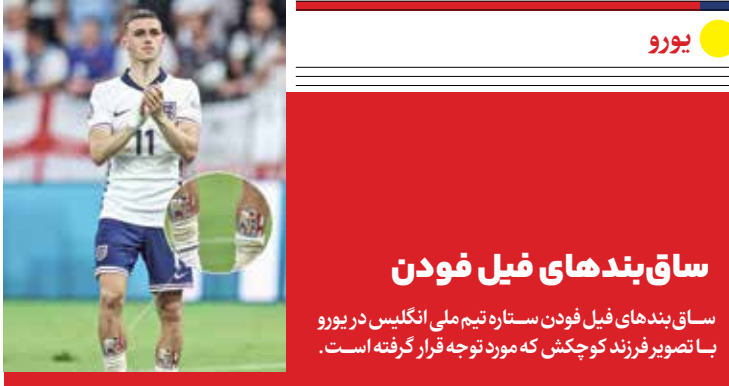 یورو
11
ساق‌بندهای فیل فودن
ساق‌بندهای فیل فودن ستاره تیم ملی انگلیس در یورو
با تصویر فرزند کوچکش که مورد توجه قرار گرفته است.